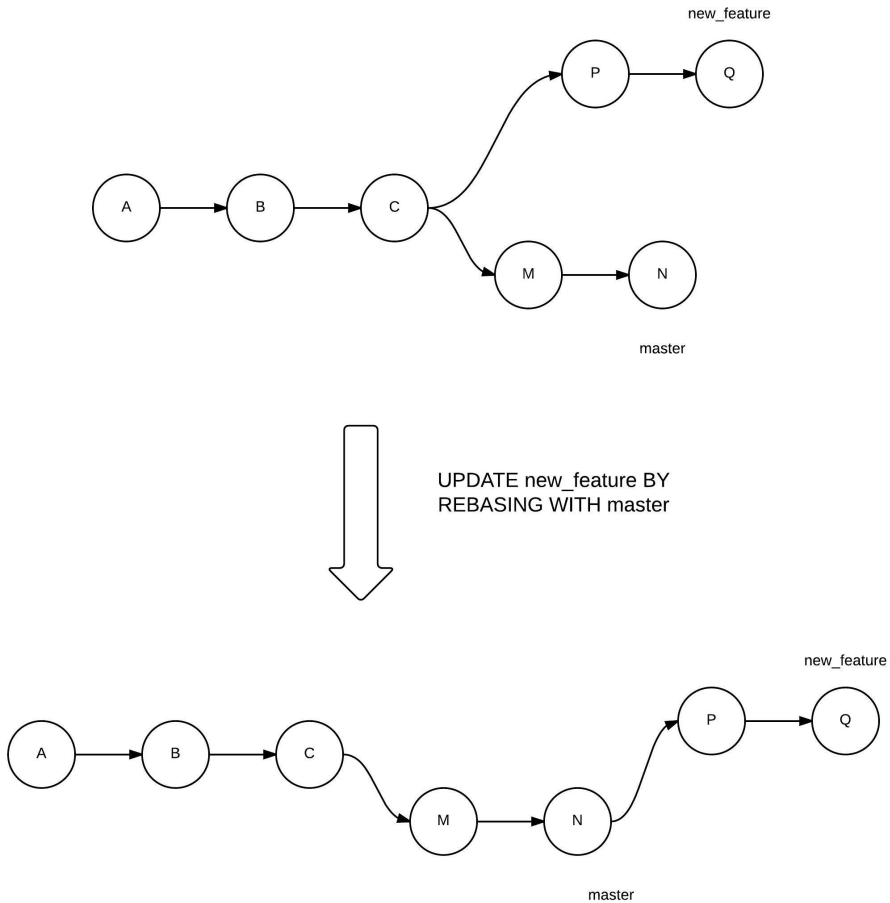 new_feature
P
Q
A
B
C
M
N
master
UPDATE new_feature BY
REBASING WITH master
new_feature
P
Q
A
B
C
M
N
master